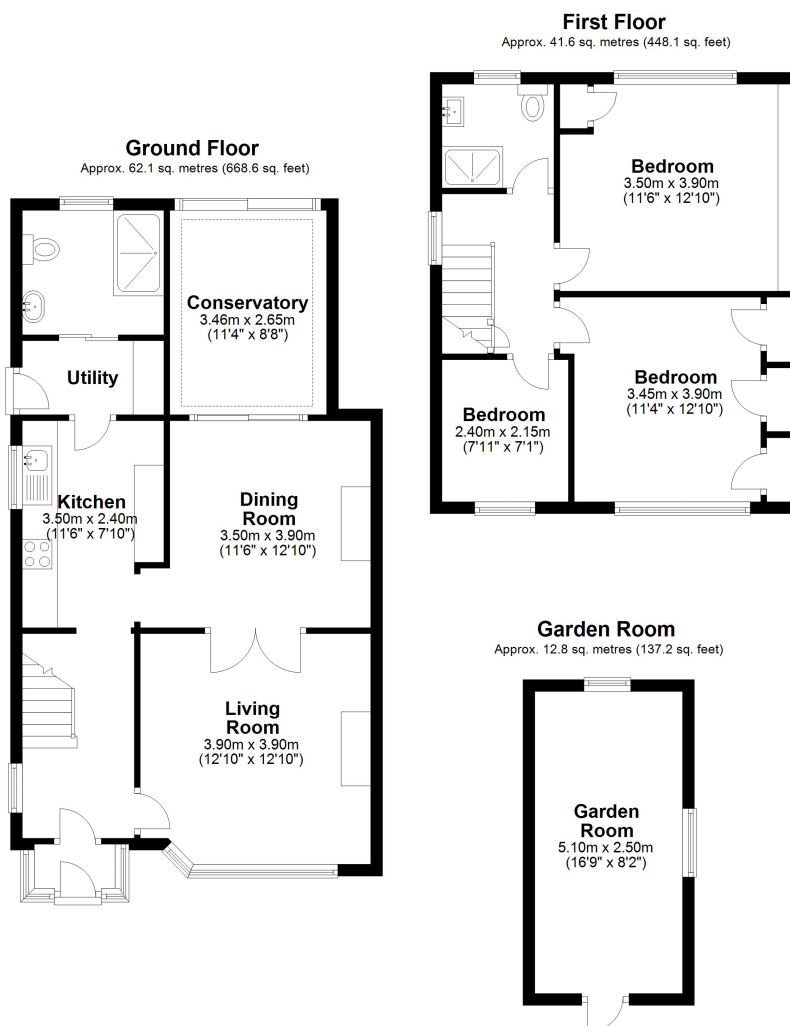 First Floor
Approx. 41.6 sq. metres (448.1 sq. feet)
Bedroom
3.50m x 3.90m
(11'6" x 12'10")
Bedroom
3.45m x 3.90m
(11'4" x 12'10")
Bedroom
2.40m x 2.15m
(7'11" x 7'1")
Ground Floor
Approx. 62.1 sq. metres (668.6 sq. feet)
Conservatory
3.46m x 2.65m
(11'4" x 8'8")
Utility
Kitchen
3.50m x 2.40m
(11'6" x 7'10")
Dining
Room
3.50m x 3.90m
(11'6" x 12'10")
Living
Room
3.90m x 3.90m
(12'10" x 12'10")
Garden Room
Approx. 12.8 sq. metres (137.2 sq. feet)
Garden
Room
5.10m x 2.50m
(16'9" x 8'2")